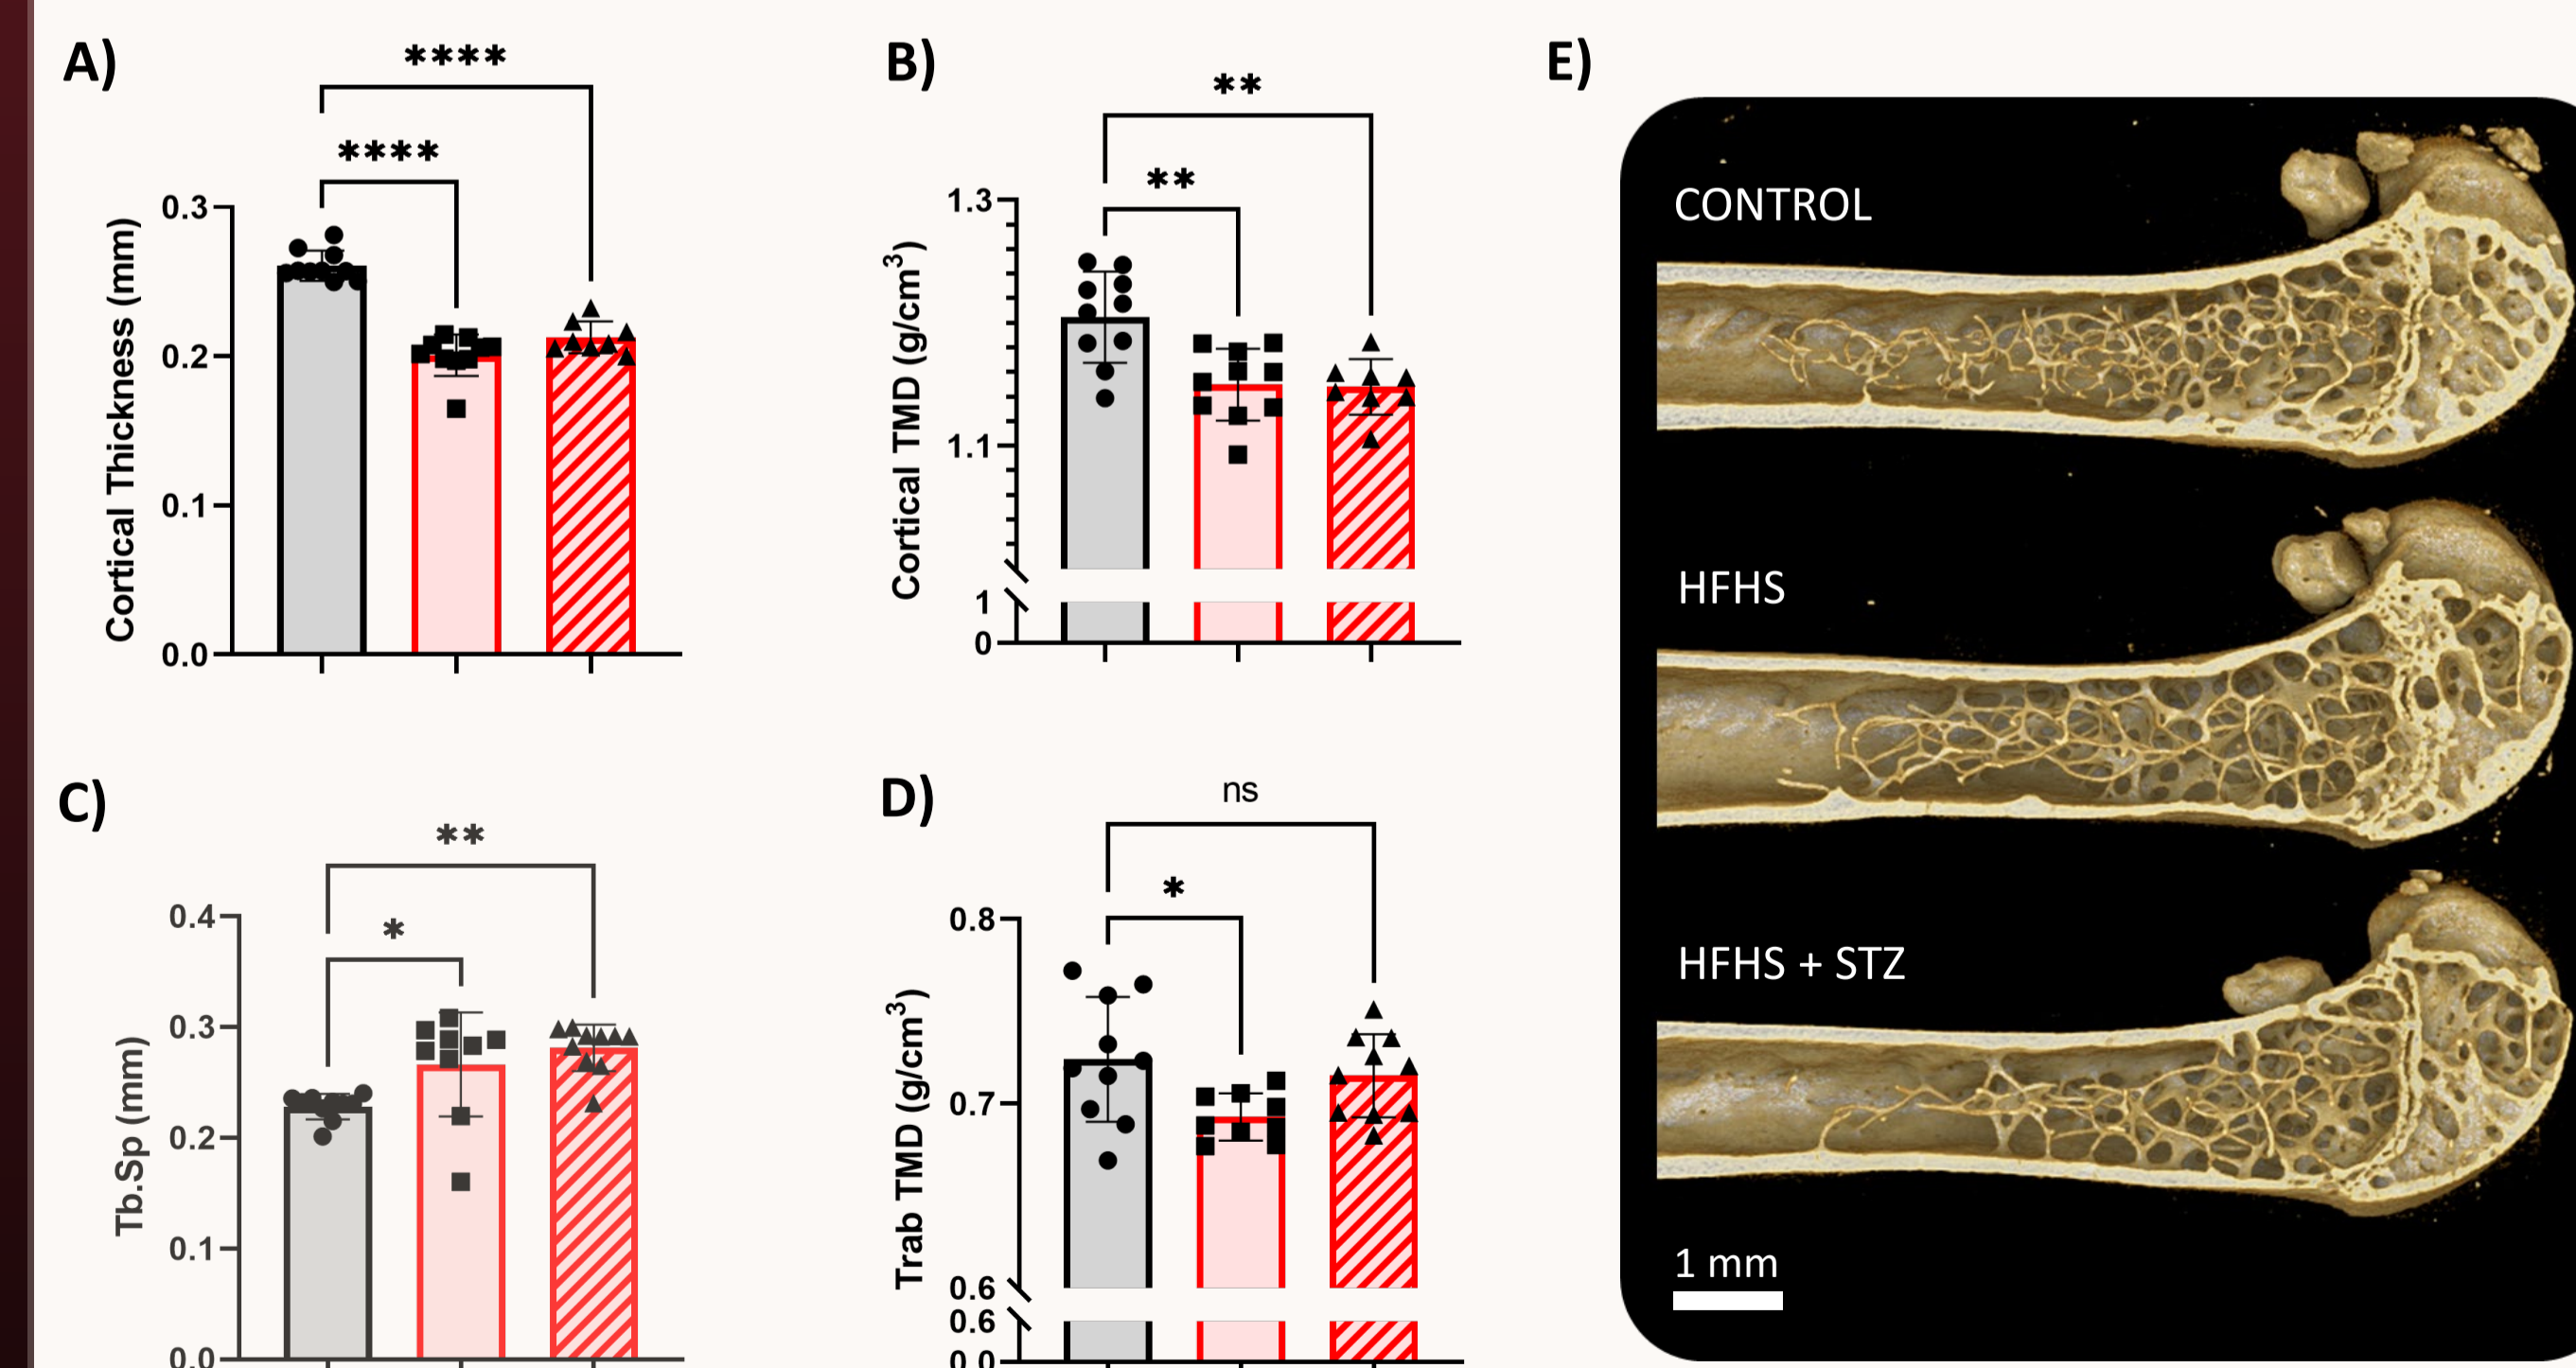 A)
****
****
0.3
0.2
0.1
0.0
Cortical Thickness (mm)
B)
**
**
1.3
1.1
1
0
Cortical TMD (g/cm³)
C)
**
*
0.4
0.3
0.2
0.1
0.0
Tb.Sp (mm)
D)
ns
*
0.8
0.7
0.6
0.6
0.0
Trab TMD (g/cm³)
E)
CONTROL
HFHS
HFHS + STZ
1 mm